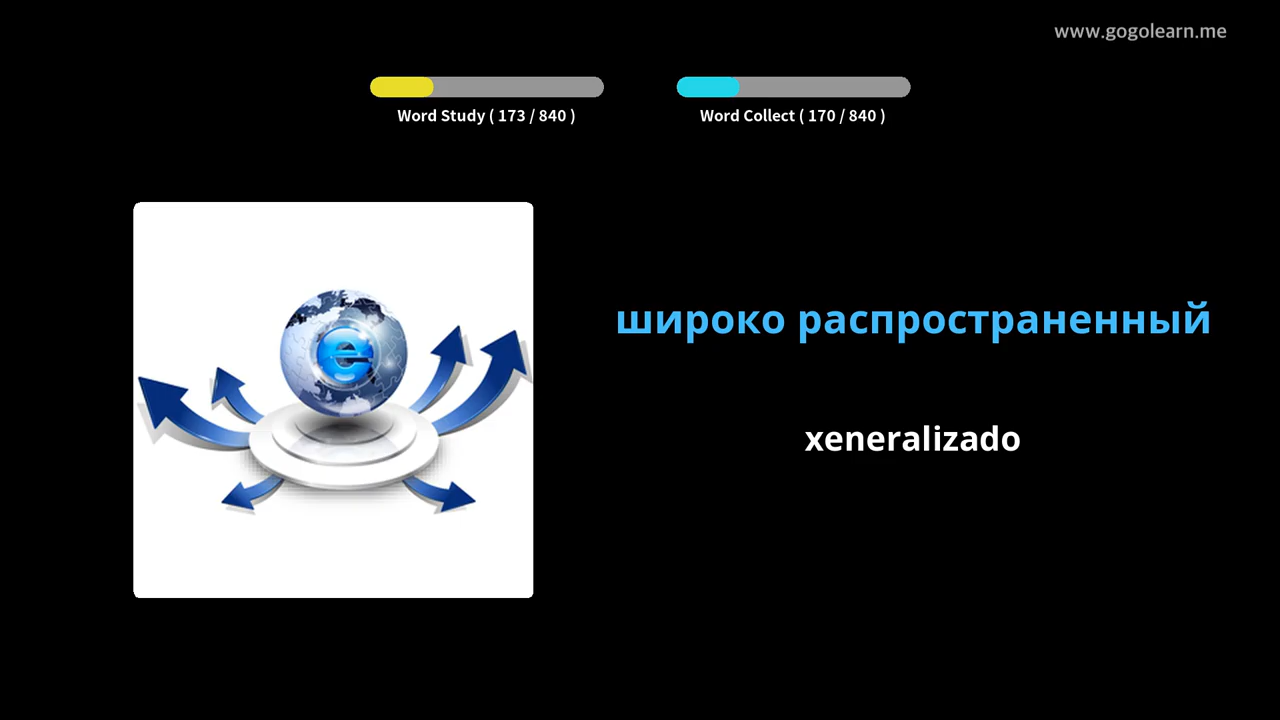 www.gogolearn.me
Word Study ( 173 / 840 )
Word Collect ( 170 / 840 )
e
широко распространенный
xeneralizado